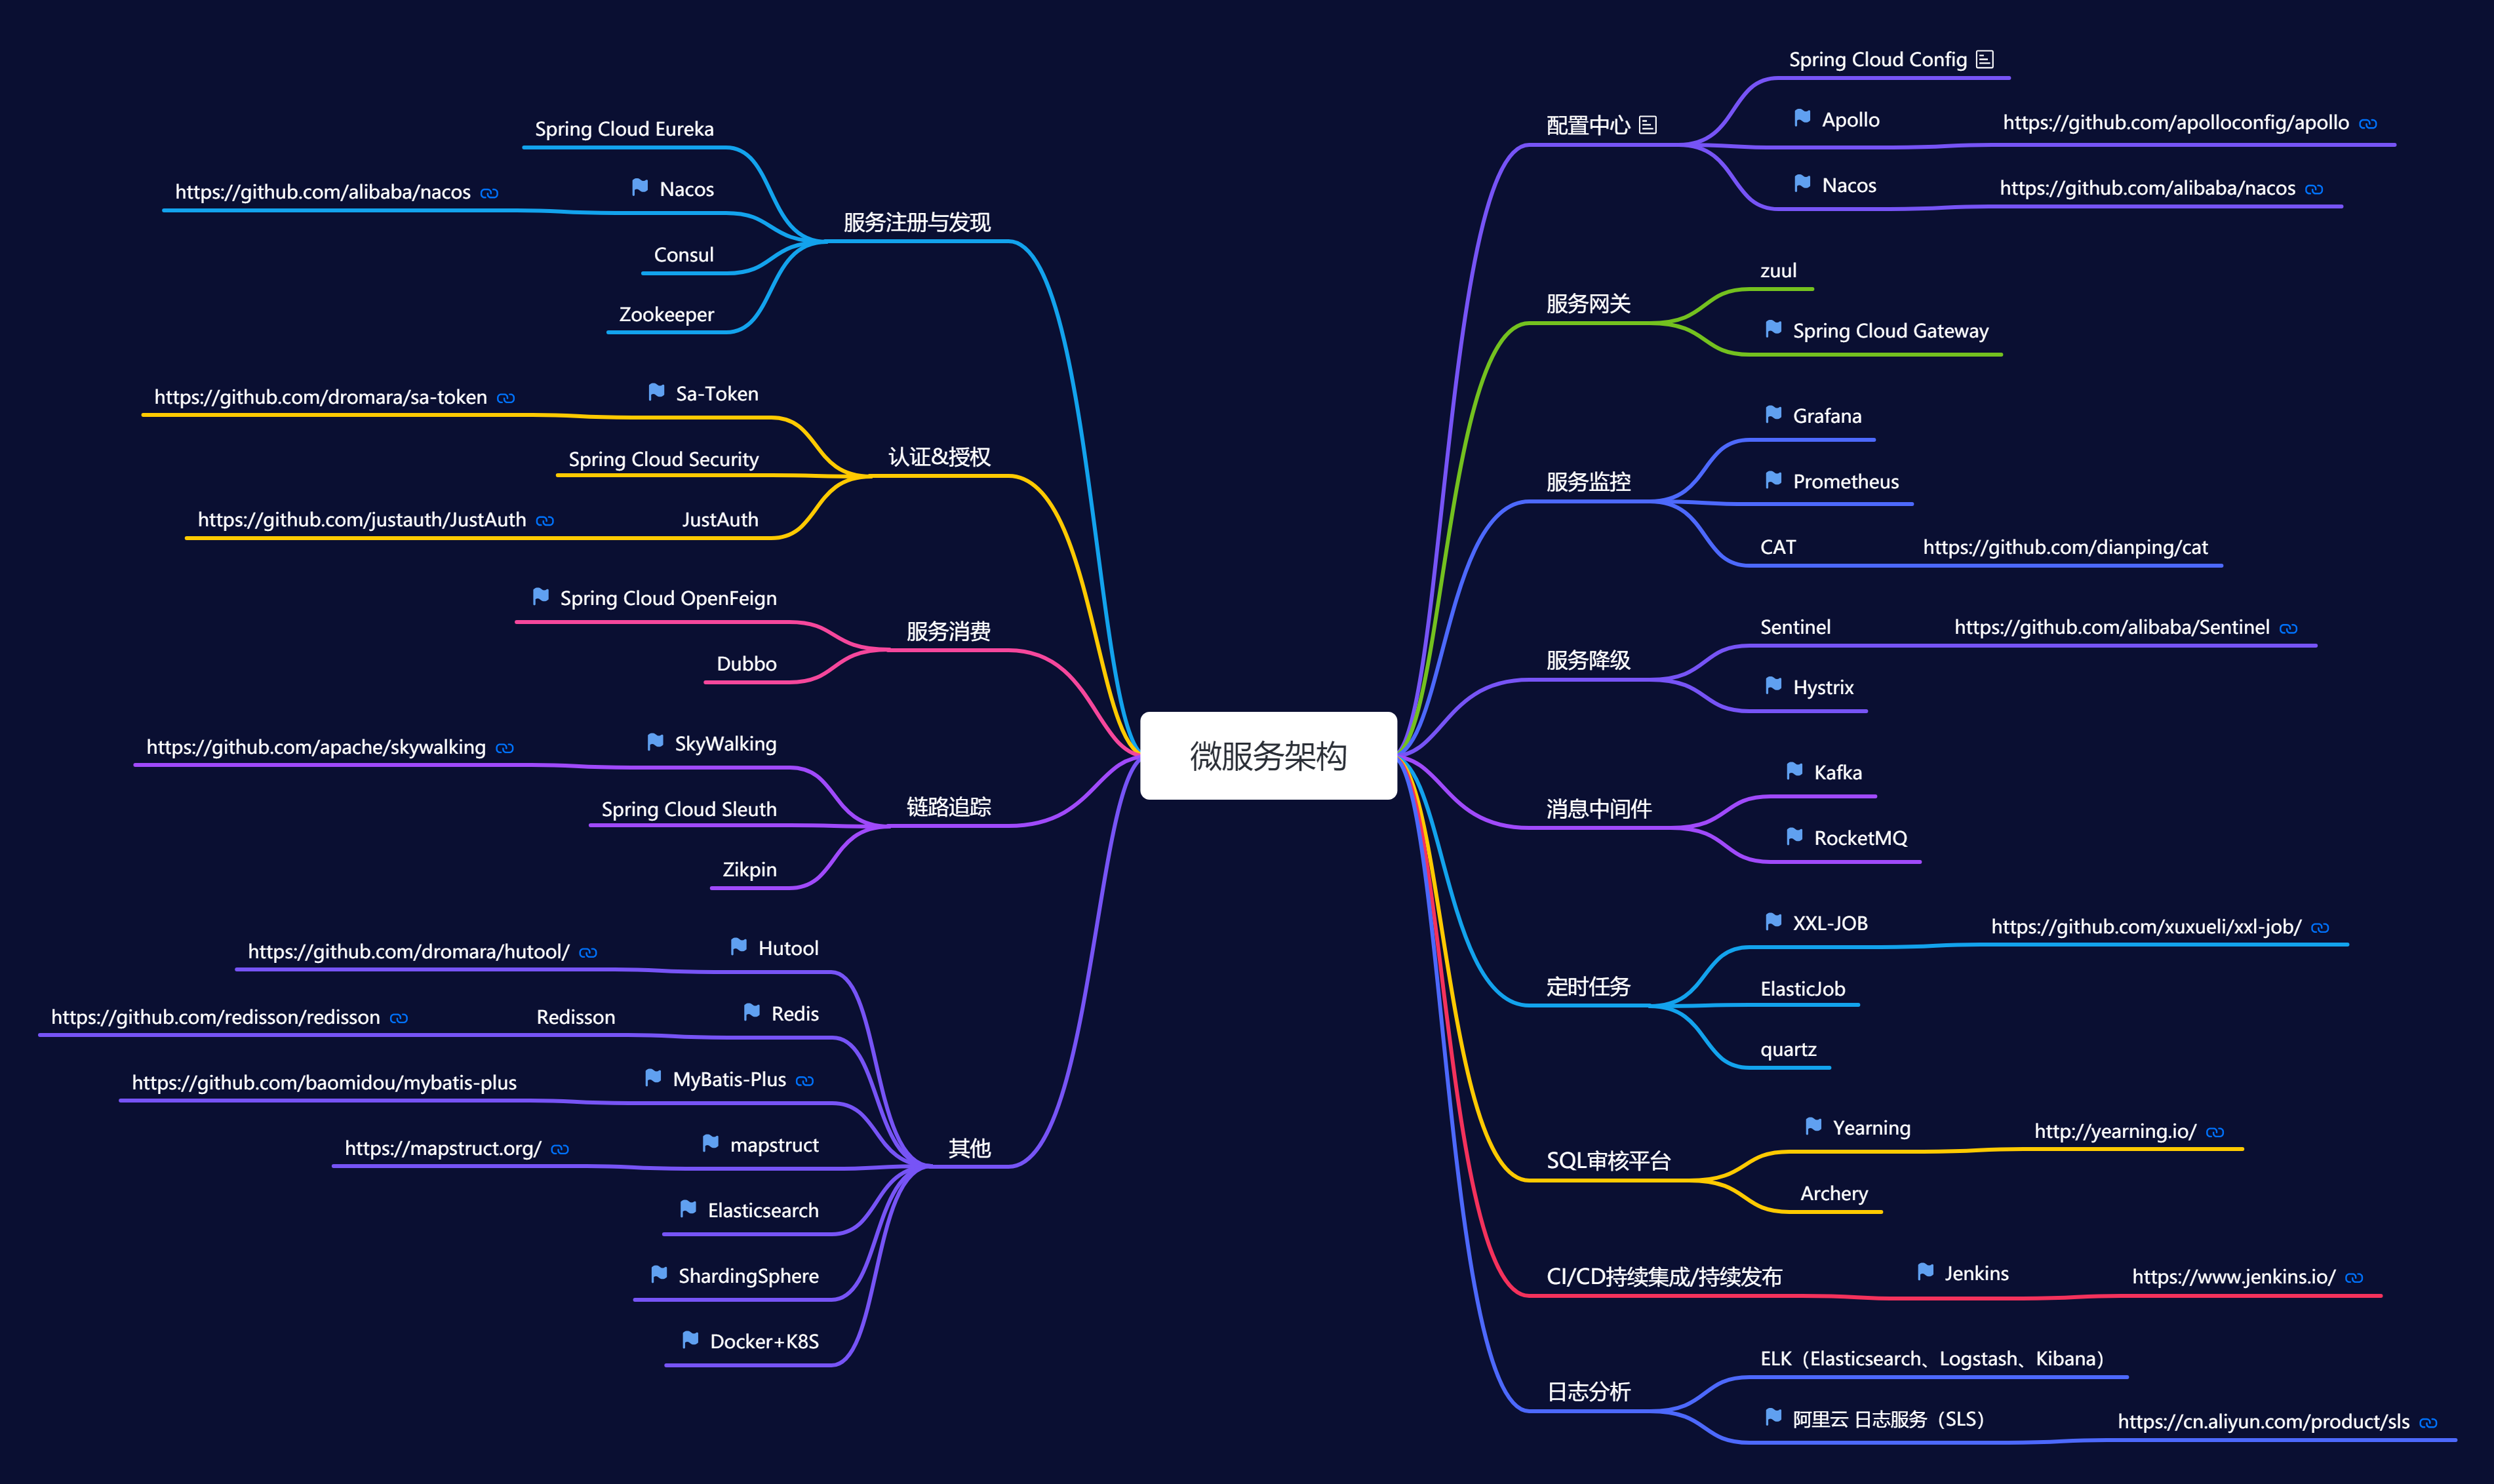 微服务架构
配置中心
Spring Cloud Config
Apollo
https://github.com/apolloconfig/apollo
Nacos
https://github.com/alibaba/nacos
服务网关
zuul
Spring Cloud Gateway
服务监控
Grafana
Prometheus
CAT
https://github.com/dianping/cat
服务降级
Sentinel
https://github.com/alibaba/Sentinel
Hystrix
消息中间件
Kafka
RocketMQ
定时任务
XXL-JOB
https://github.com/xuxueli/xxl-job/
ElasticJob
quartz
SQL审核平台
Yearning
http://yearning.io/
Archery
CI/CD持续集成/持续发布
Jenkins
https://www.jenkins.io/
日志分析
ELK（Elasticsearch、Logstash、Kibana）
阿里云 日志服务（SLS）
https://cn.aliyun.com/product/sls
服务注册与发现
Spring Cloud Eureka
Nacos
https://github.com/alibaba/nacos
Consul
Zookeeper
认证&授权
Sa-Token
https://github.com/dromara/sa-token
Spring Cloud Security
JustAuth
https://github.com/justauth/JustAuth
服务消费
Spring Cloud OpenFeign
Dubbo
链路追踪
SkyWalking
https://github.com/apache/skywalking
Spring Cloud Sleuth
Zikpin
其他
Hutool
https://github.com/dromara/hutool/
Redis
Redisson
https://github.com/redisson/redisson
MyBatis-Plus
https://github.com/baomidou/mybatis-plus
mapstruct
https://mapstruct.org/
Elasticsearch
ShardingSphere
Docker+K8S